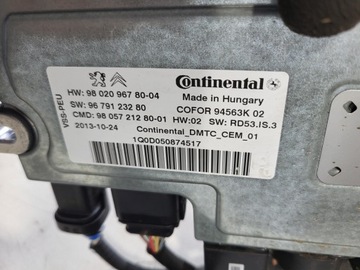 Continental
HW: 98 020 967 80-04
Made in Hungary
SW: 96 791 232 80
COFOR 94563K 02
CMD: 98 057 212 80-01 HW:02 SW: RD53.IS.3
2013-10-24 Continental_DMTC_CEM_01
1Q0D050874517
VSS-PEU